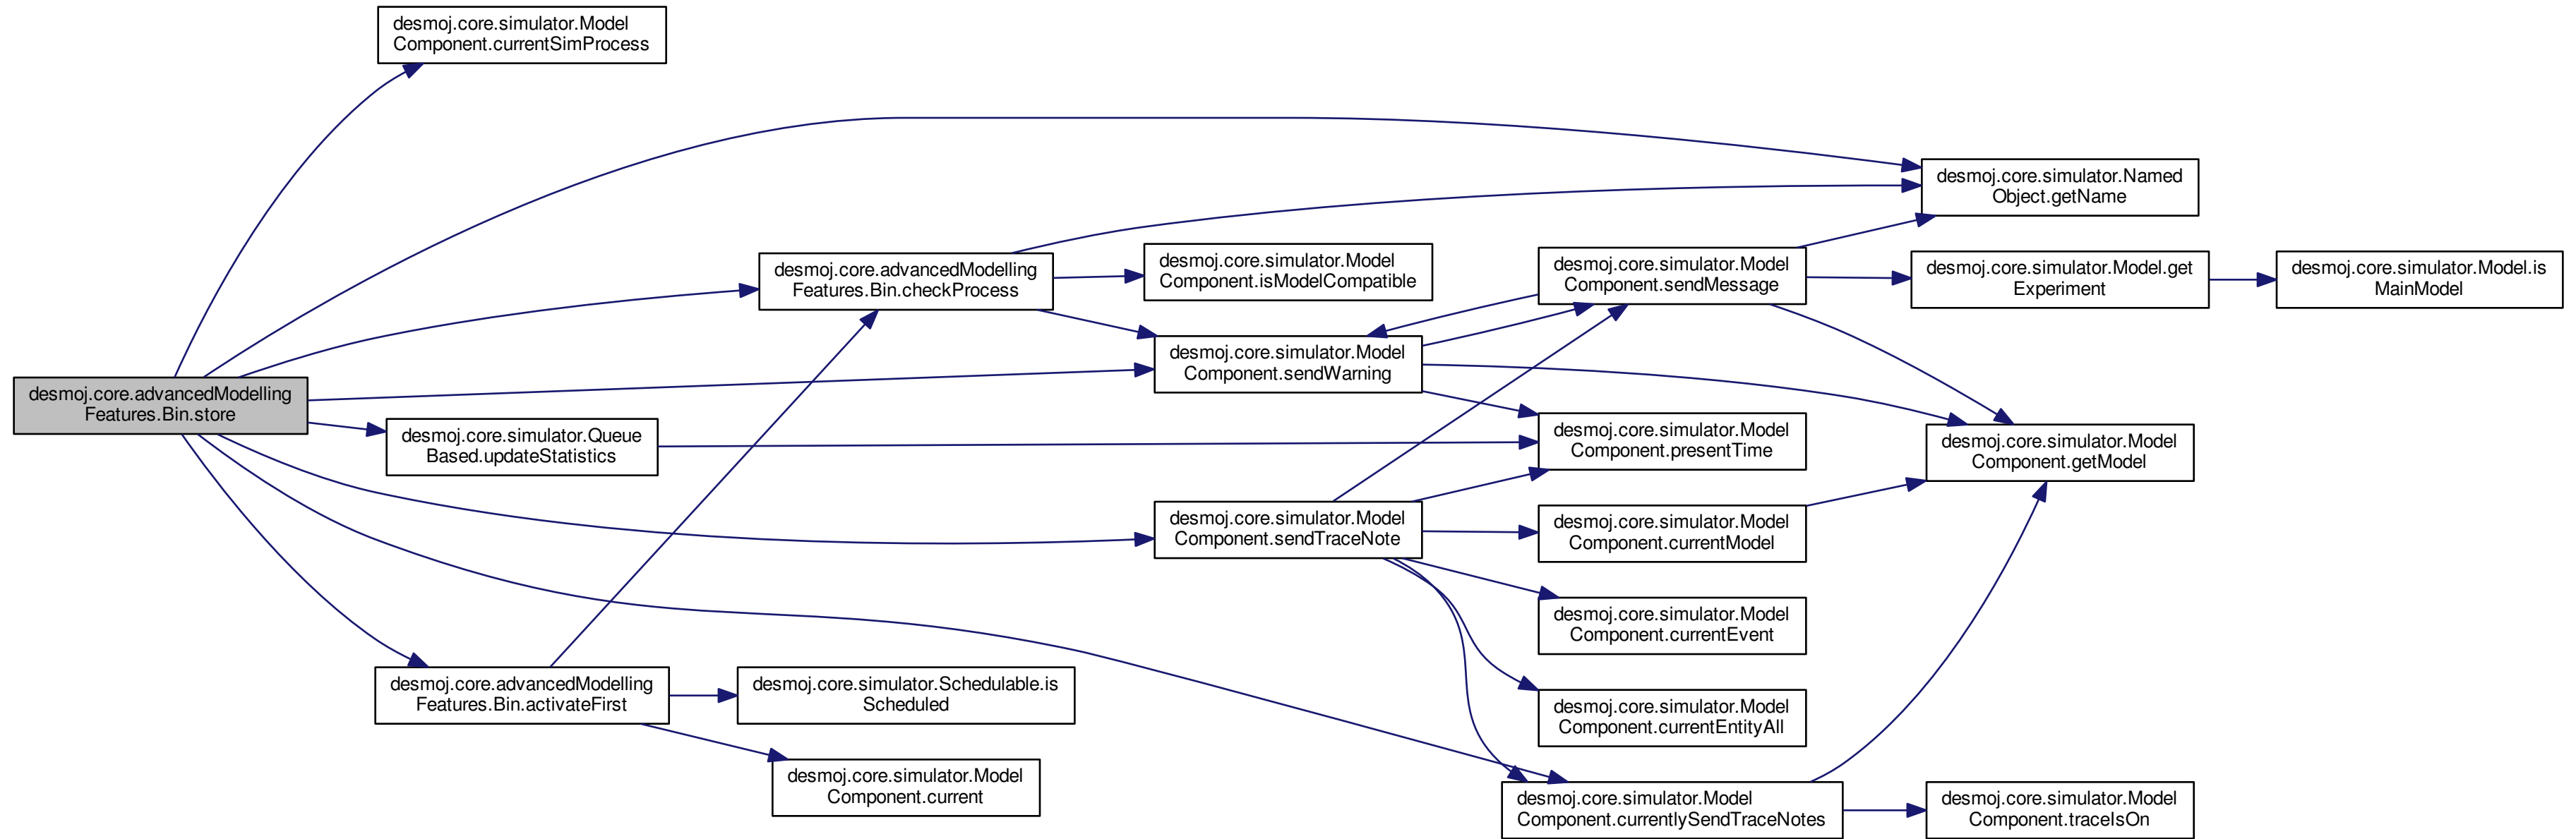 desmoj.core.simulator.Model
Component.currentSimProcess
desmoj.core.simulator.Named
Object.getName
desmoj.core.advancedModelling
Features.Bin.checkProcess
desmoj.core.simulator.Model
Component.isModelCompatible
desmoj.core.simulator.Model
Component.sendMessage
desmoj.core.simulator.Model.get
Experiment
desmoj.core.simulator.Model.is
MainModel
desmoj.core.simulator.Model
Component.sendWarning
desmoj.core.advancedModelling
Features.Bin.store
desmoj.core.simulator.Queue
Based.updateStatistics
desmoj.core.simulator.Model
Component.presentTime
desmoj.core.simulator.Model
Component.getModel
desmoj.core.simulator.Model
Component.sendTraceNote
desmoj.core.simulator.Model
Component.currentModel
desmoj.core.simulator.Model
Component.currentEvent
desmoj.core.advancedModelling
Features.Bin.activateFirst
desmoj.core.simulator.Schedulable.is
Scheduled
desmoj.core.simulator.Model
Component.currentEntityAll
desmoj.core.simulator.Model
Component.current
desmoj.core.simulator.Model
Component.currentlySendTraceNotes
desmoj.core.simulator.Model
Component.traceIsOn